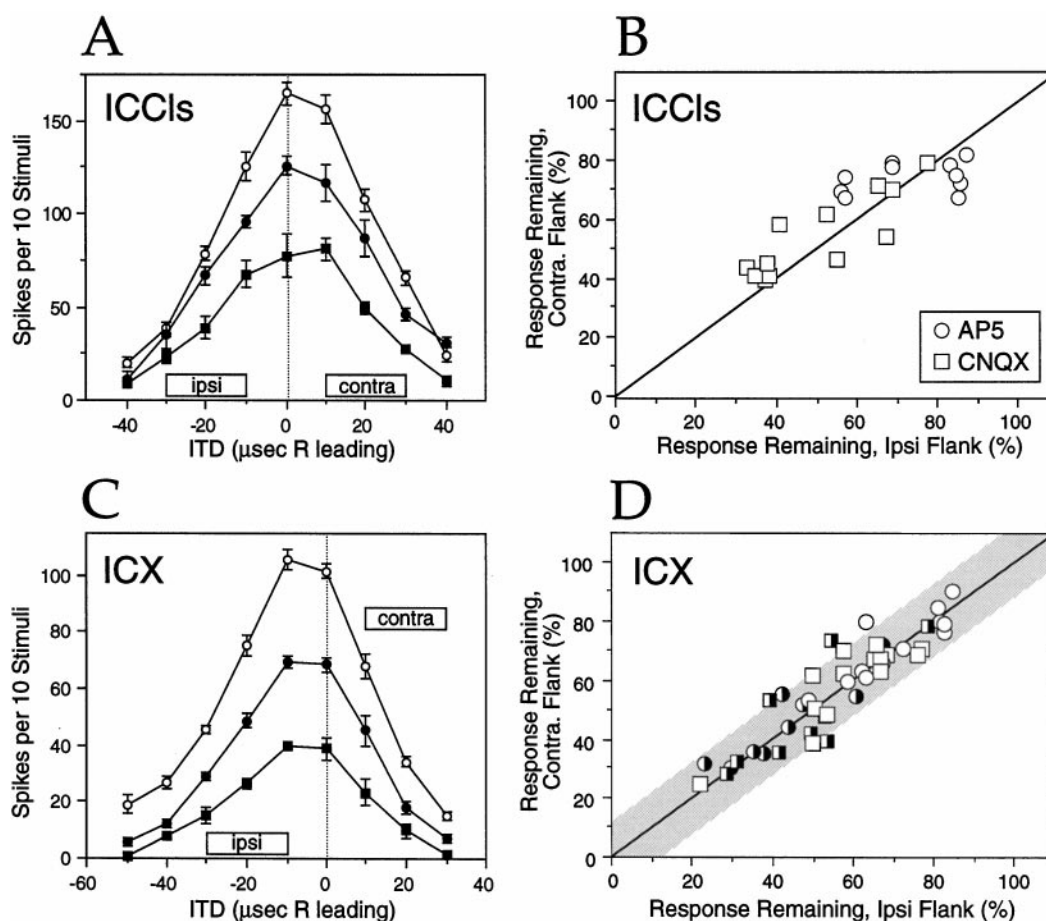 A
ICCls
Spikes per 10 Stimuli
150
100
50
0
ipsi
contra
-40
-20
0
20
40
ITD (μsec R leading)
B
ICCls
Response Remaining,
Contra. Flank (%)
100
80
60
40
20
0
AP5
CNQX
0
20
40
60
80
100
Response Remaining, Ipsi Flank (%)
C
ICX
Spikes per 10 Stimuli
120
100
80
60
40
20
0
contra
ipsi
-60
-40
-20
0
20
40
ITD (μsec R leading)
D
ICX
Response Remaining,
Contra. Flank (%)
100
80
60
40
20
0
0
20
40
60
80
100
Response Remaining, Ipsi Flank (%)